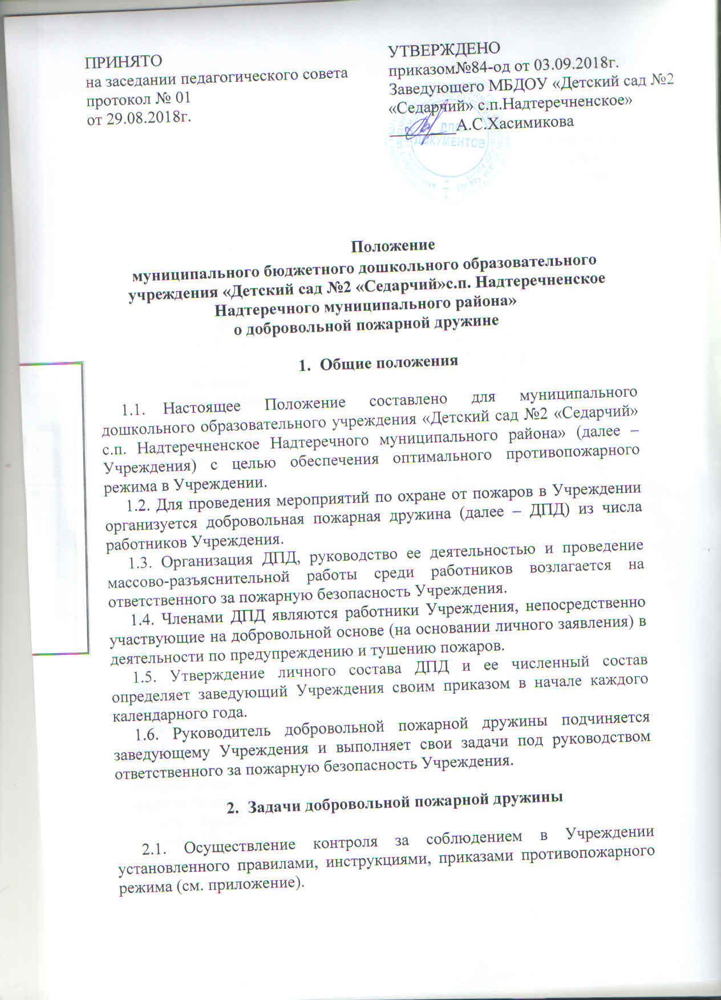 ПРИНЯТО
на заседании педагогического совета
протокол № 01
от 29.08.2018г.
УТВЕРЖДЕНО
приказом№84-од от 03.09.2018г.
Заведующего МБДОУ «Детский сад №2
«Седарчий» с.п.Надтеречненское»
________А.С.Хасимикова
ДЛЯ
ДОКУМЕНТОВ
Положение
муниципального бюджетного дошкольного образовательного
учреждения «Детский сад №2 «Седарчий»с.п. Надтеречненское
Надтеречного муниципального района»
о добровольной пожарной дружине
1. Общие положения
1.1. Настоящее Положение составлено для муниципального
дошкольного образовательного учреждения «Детский сад №2 «Седарчий»
с.п. Надтеречненское Надтеречного муниципального района» (далее –
Учреждения) с целью обеспечения оптимального противопожарного
режима в Учреждении.
1.2. Для проведения мероприятий по охране от пожаров в Учреждении
организуется добровольная пожарная дружина (далее – ДПД) из числа
работников Учреждения.
1.3. Организация ДПД, руководство ее деятельностью и проведение
массово-разъяснительной работы среди работников возлагается на
ответственного за пожарную безопасность Учреждения.
1.4. Членами ДПД являются работники Учреждения, непосредственно
участвующие на добровольной основе (на основании личного заявления) в
деятельности по предупреждению и тушению пожаров.
1.5. Утверждение личного состава ДПД и ее численный состав
определяет заведующий Учреждения своим приказом в начале каждого
календарного года.
1.6. Руководитель добровольной пожарной дружины подчиняется
заведующему Учреждения и выполняет свои задачи под руководством
ответственного за пожарную безопасность Учреждения.
2. Задачи добровольной пожарной дружины
2.1. Осуществление контроля за соблюдением в Учреждении
установленного правилами, инструкциями, приказами противопожарного
режима (см. приложение).